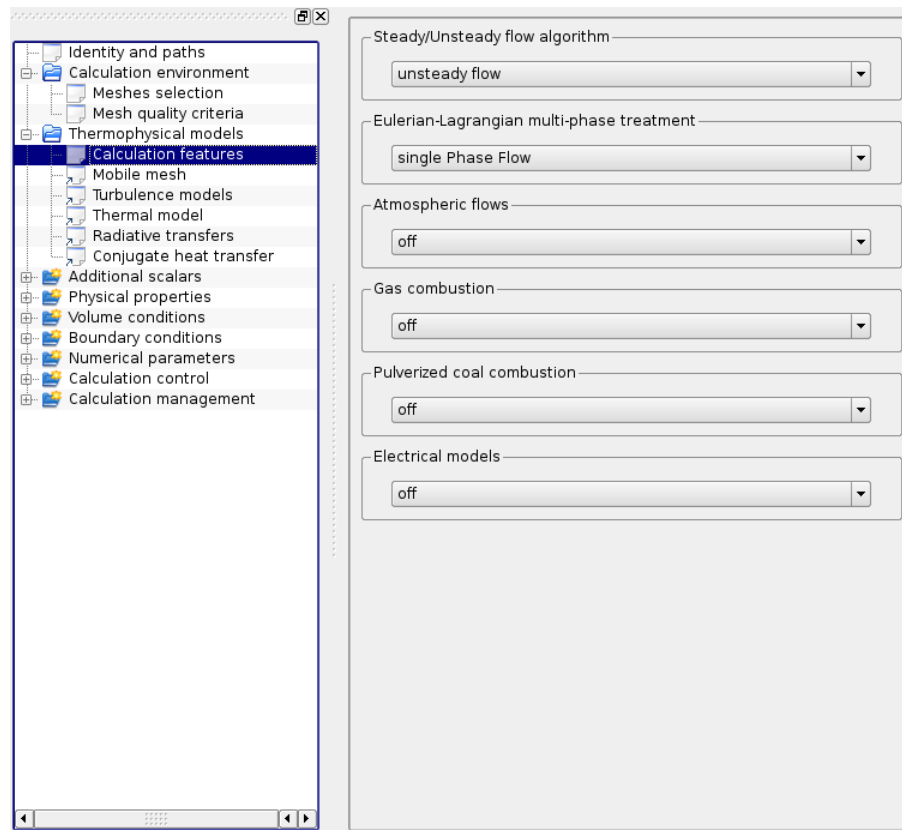 Identity and paths
Calculation environment
Meshes selection
Mesh quality criteria
Thermophysical models
Calculation features
Mobile mesh
Turbulence models
Thermal model
Radiative transfers
Conjugate heat transfer
Additional scalars
Physical properties
Volume conditions
Boundary conditions
Numerical parameters
Calculation control
Calculation management
Steady/Unsteady flow algorithm
unsteady flow
Eulerian-Lagrangian multi-phase treatment
single Phase Flow
Atmospheric flows
off
Gas combustion
off
Pulverized coal combustion
off
Electrical models
off